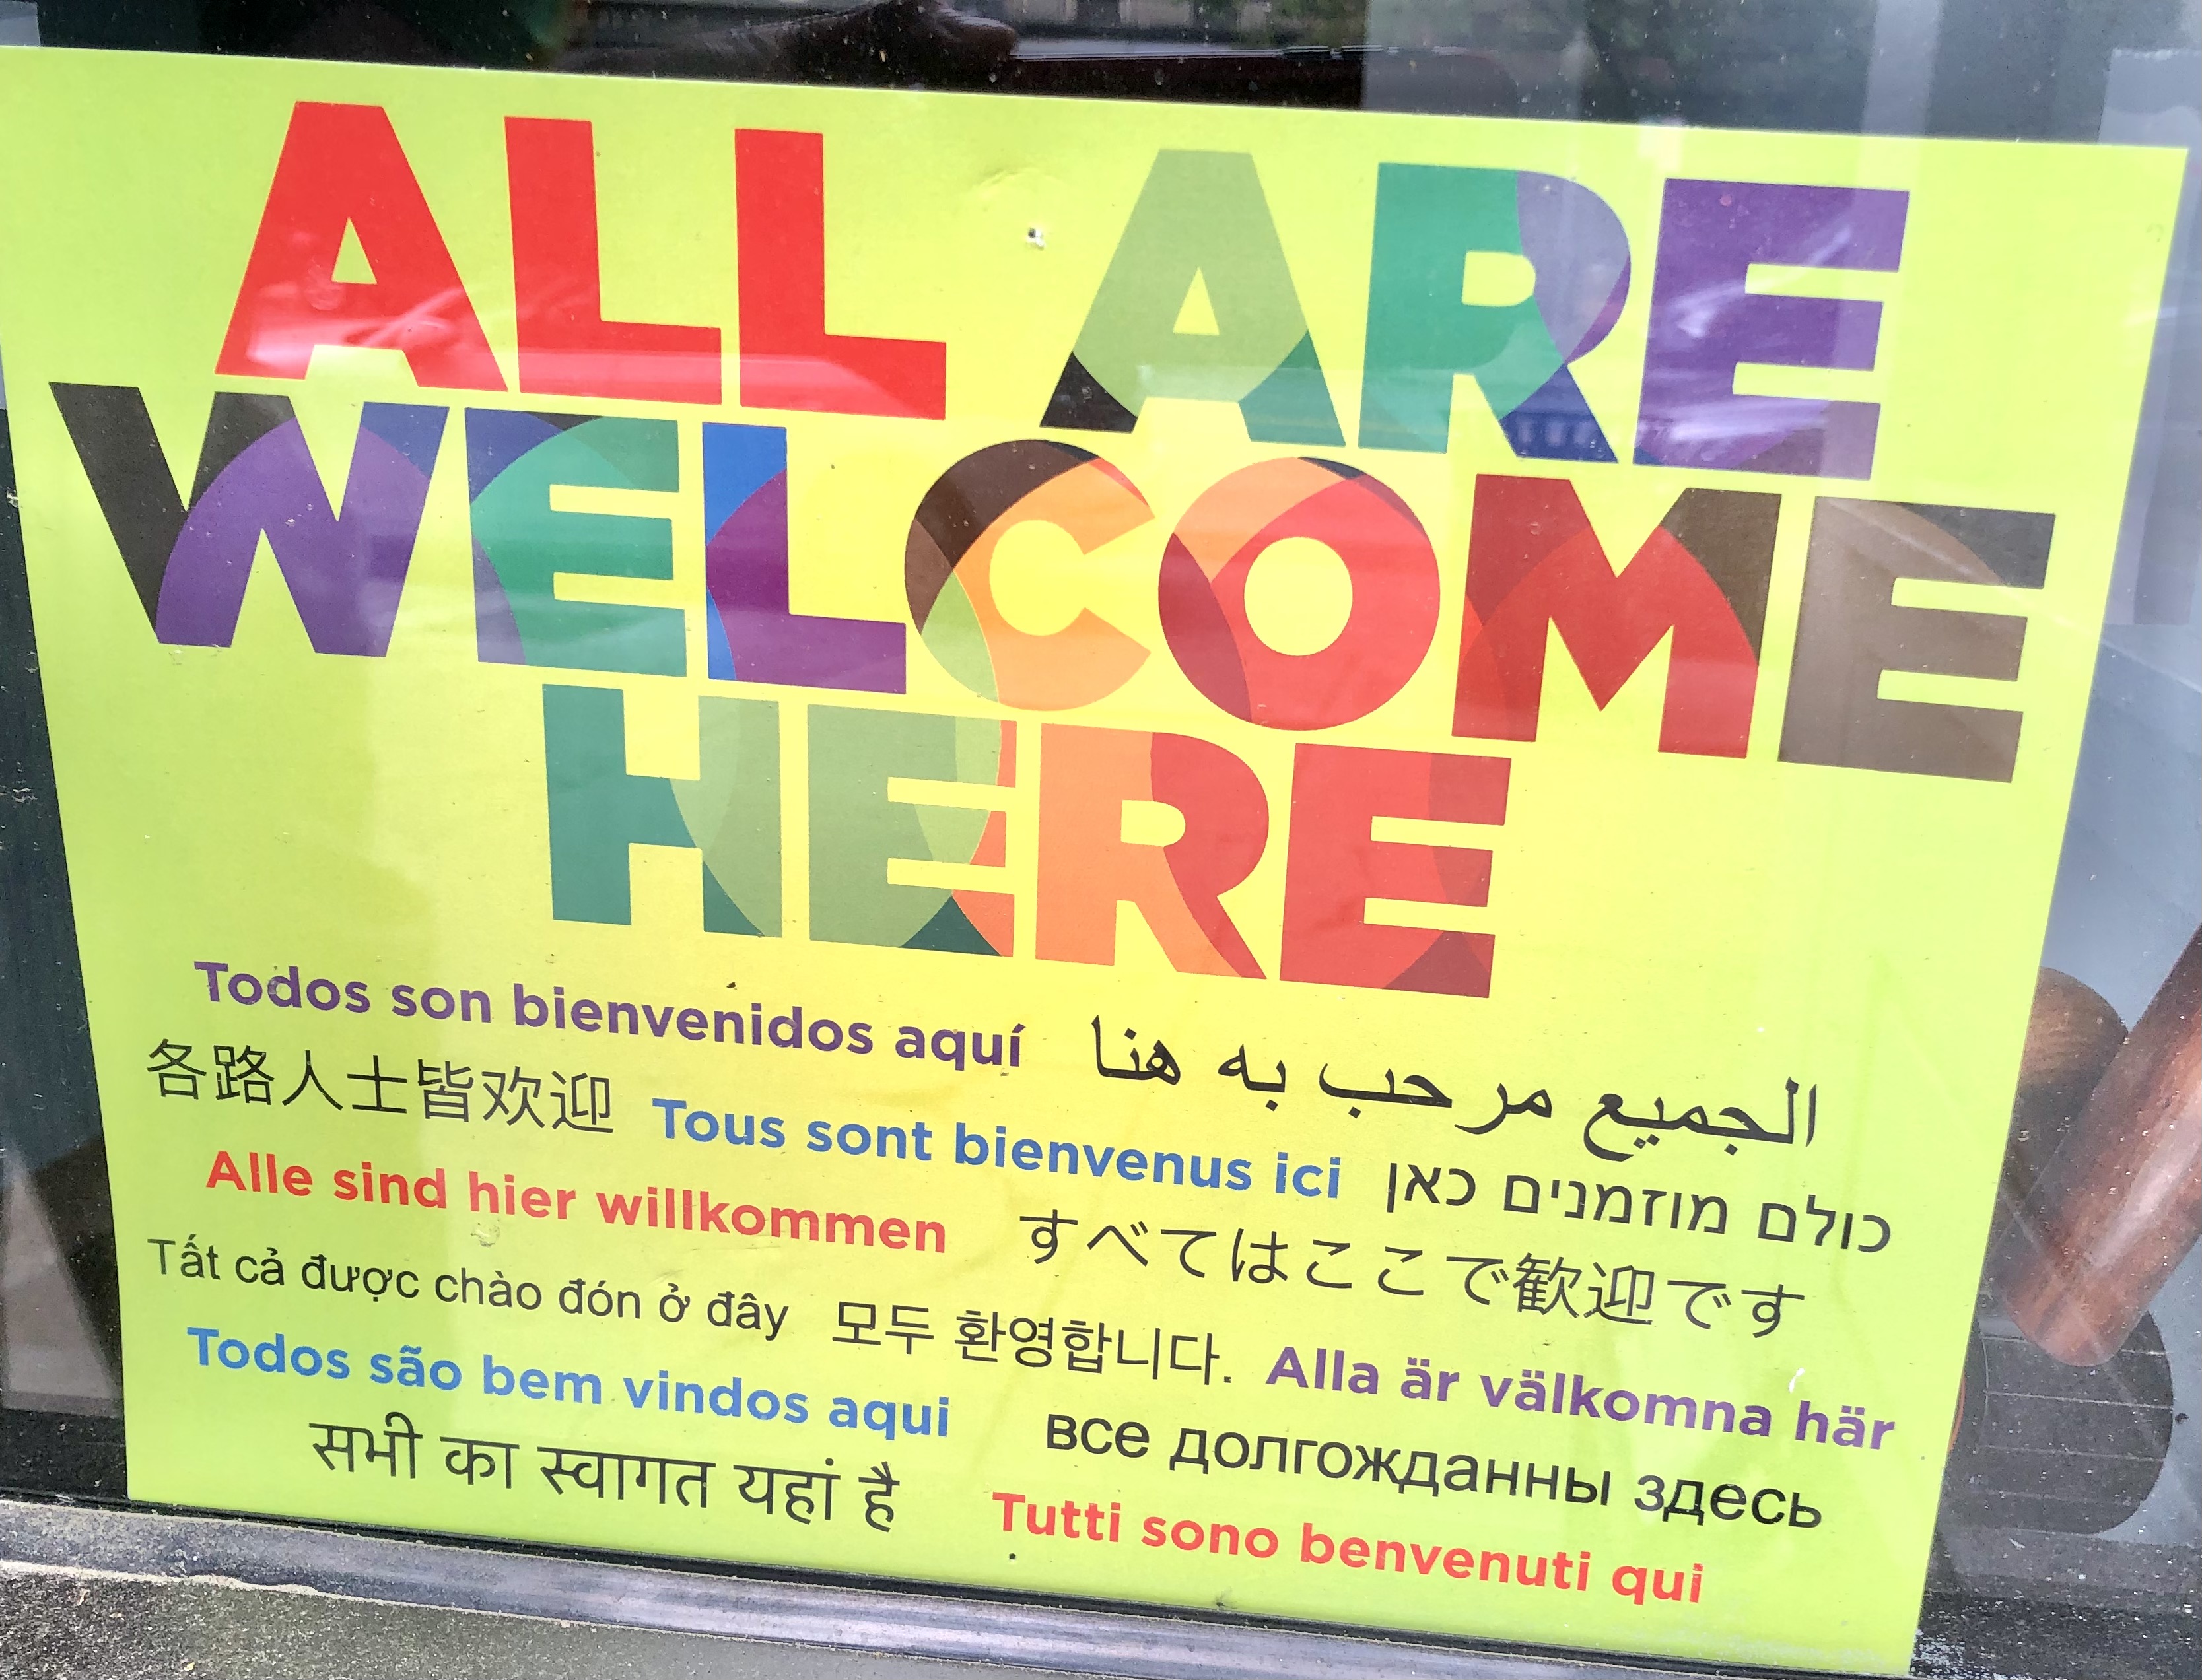 ALL ARE
WELCOME
HERE
Todos son bienvenidos aquí
الجميع مرحب به هنا
各路人士皆欢迎
Tous sont bienvenus ici
כולם מוזמנים כאן
Alle sind hier willkommen
すべてはここで歓迎です
Tất cả được chào đón ở đây
모두 환영합니다.
Alla är välkomna här
Todos são bem vindos aqui
все долгожданны здесь
सभी का स्वागत यहां है
Tutti sono benvenuti qui